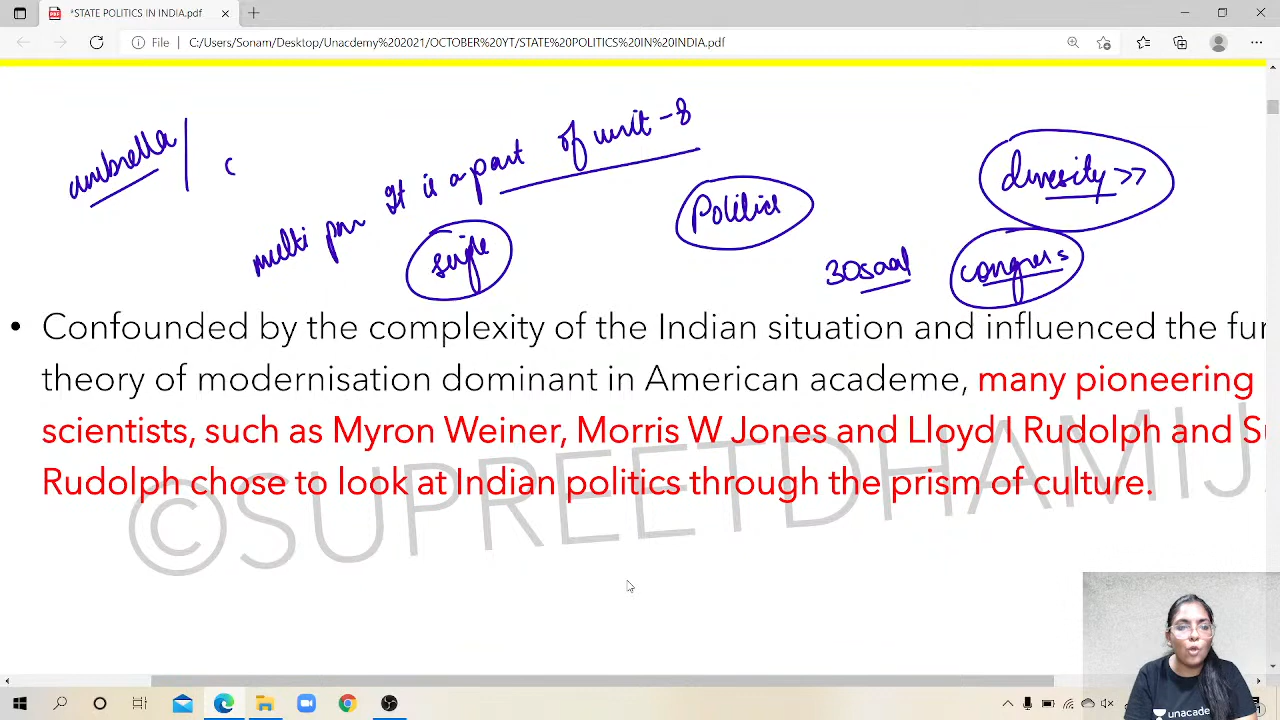 *STATE POLITICS IN INDIA.pdf
File C:/Users/Sonam/Desktop/Unacdemy%202021/OCTOBER%20YT/STATE%20POLITICS%20IN%20INDIA.pdf
umbrella
It is a part of unit-8
diversity >>
Politics
multi par
single
30 saal
congress
• Confounded by the complexity of the Indian situation and influenced the fun
theory of modernisation dominant in American academe, many pioneering
scientists, such as Myron Weiner, Morris W Jones and Lloyd I Rudolph and Su
Rudolph chose to look at Indian politics through the prism of culture.
©SUPREETDHAMIJ
unacade